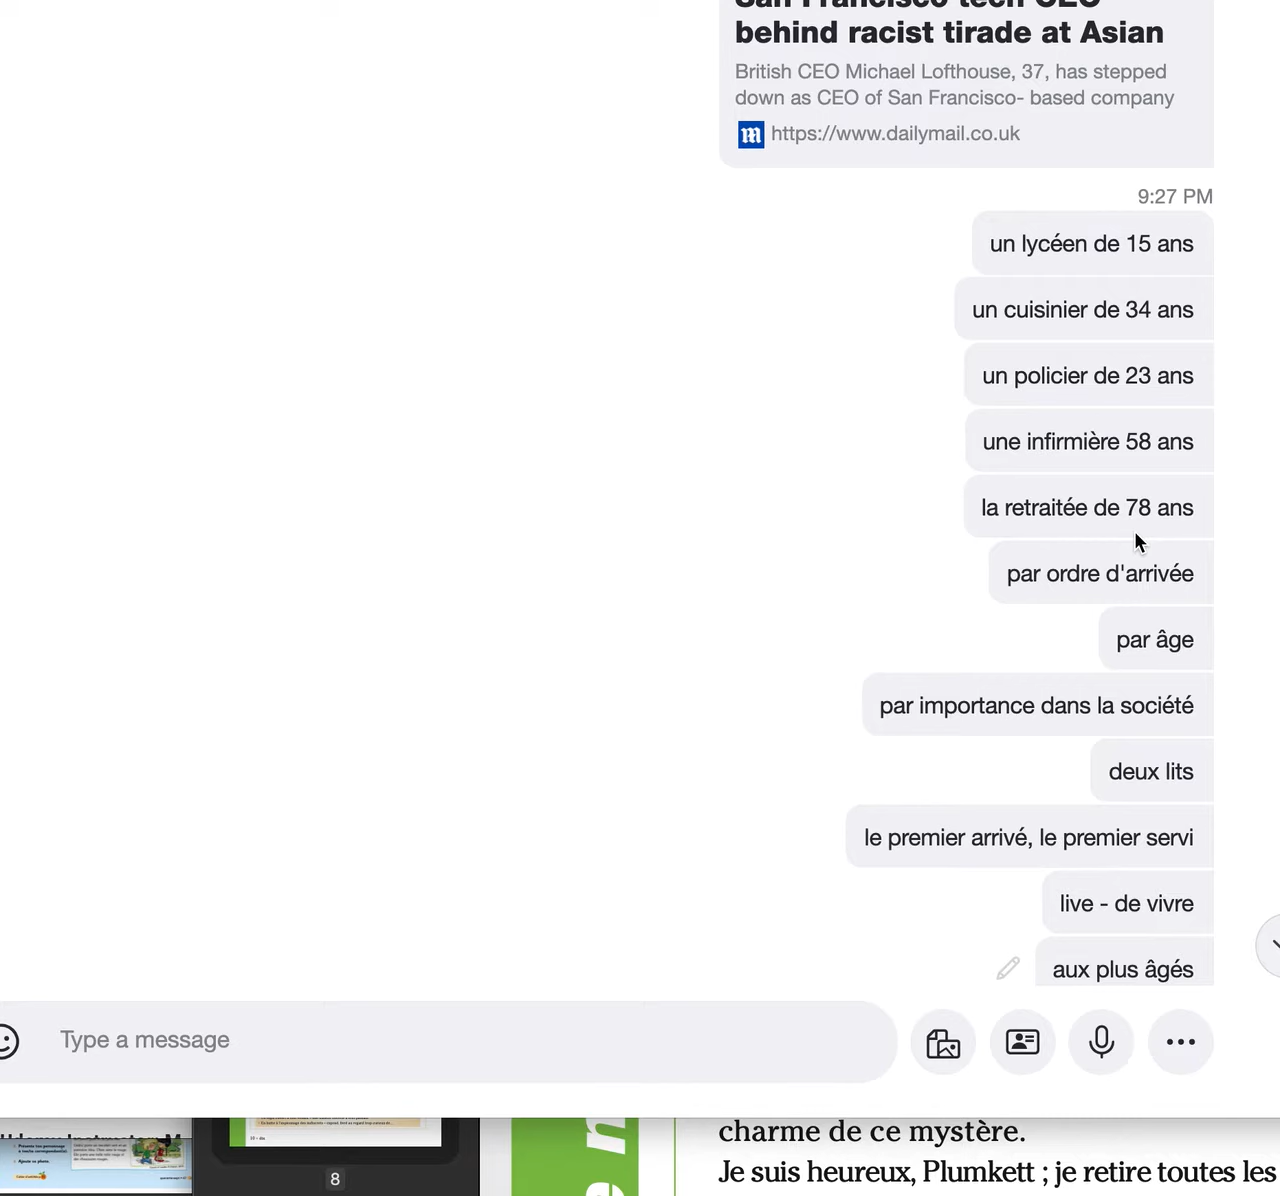 San Francisco tech CEO
behind racist tirade at Asian
British CEO Michael Lofthouse, 37, has stepped
down as CEO of San Francisco- based company
https://www.dailymail.co.uk
9:27 PM
un lycéen de 15 ans
un cuisinier de 34 ans
un policier de 23 ans
une infirmière 58 ans
la retraitée de 78 ans
par ordre d'arrivée
par âge
par importance dans la société
deux lits
le premier arrivé, le premier servi
live - de vivre
aux plus âgés
Type a message
charme de ce mystère.
Je suis heureux, Plumkett ; je retire toutes les
8